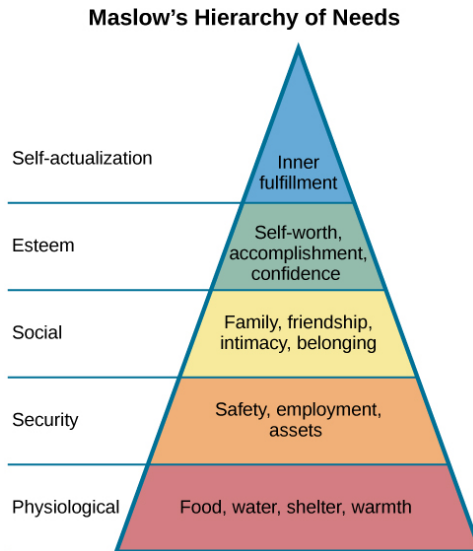 Maslow’s Hierarchy of Needs
Self-actualization
Inner
fulfillment
Esteem
Self-worth,
accomplishment,
confidence
Social
Family, friendship,
intimacy, belonging
Security
Safety, employment,
assets
Physiological
Food, water, shelter, warmth